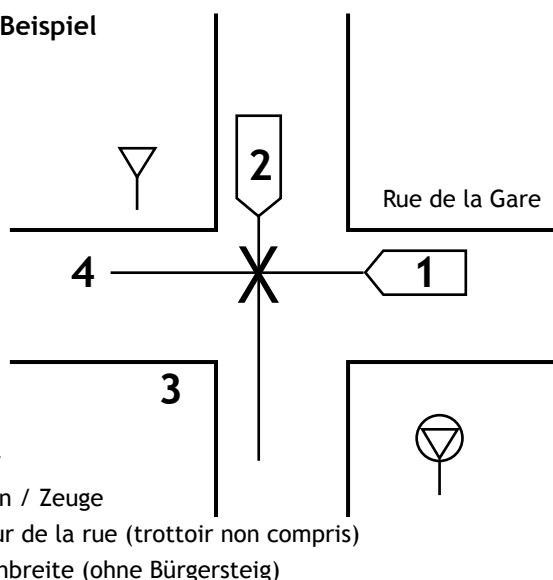 Beispiel
2
Rue de la Gare
4
X
1
3
n / Zeuge
ur de la rue (trottoir non compris)
nbreite (ohne Bürgersteig)